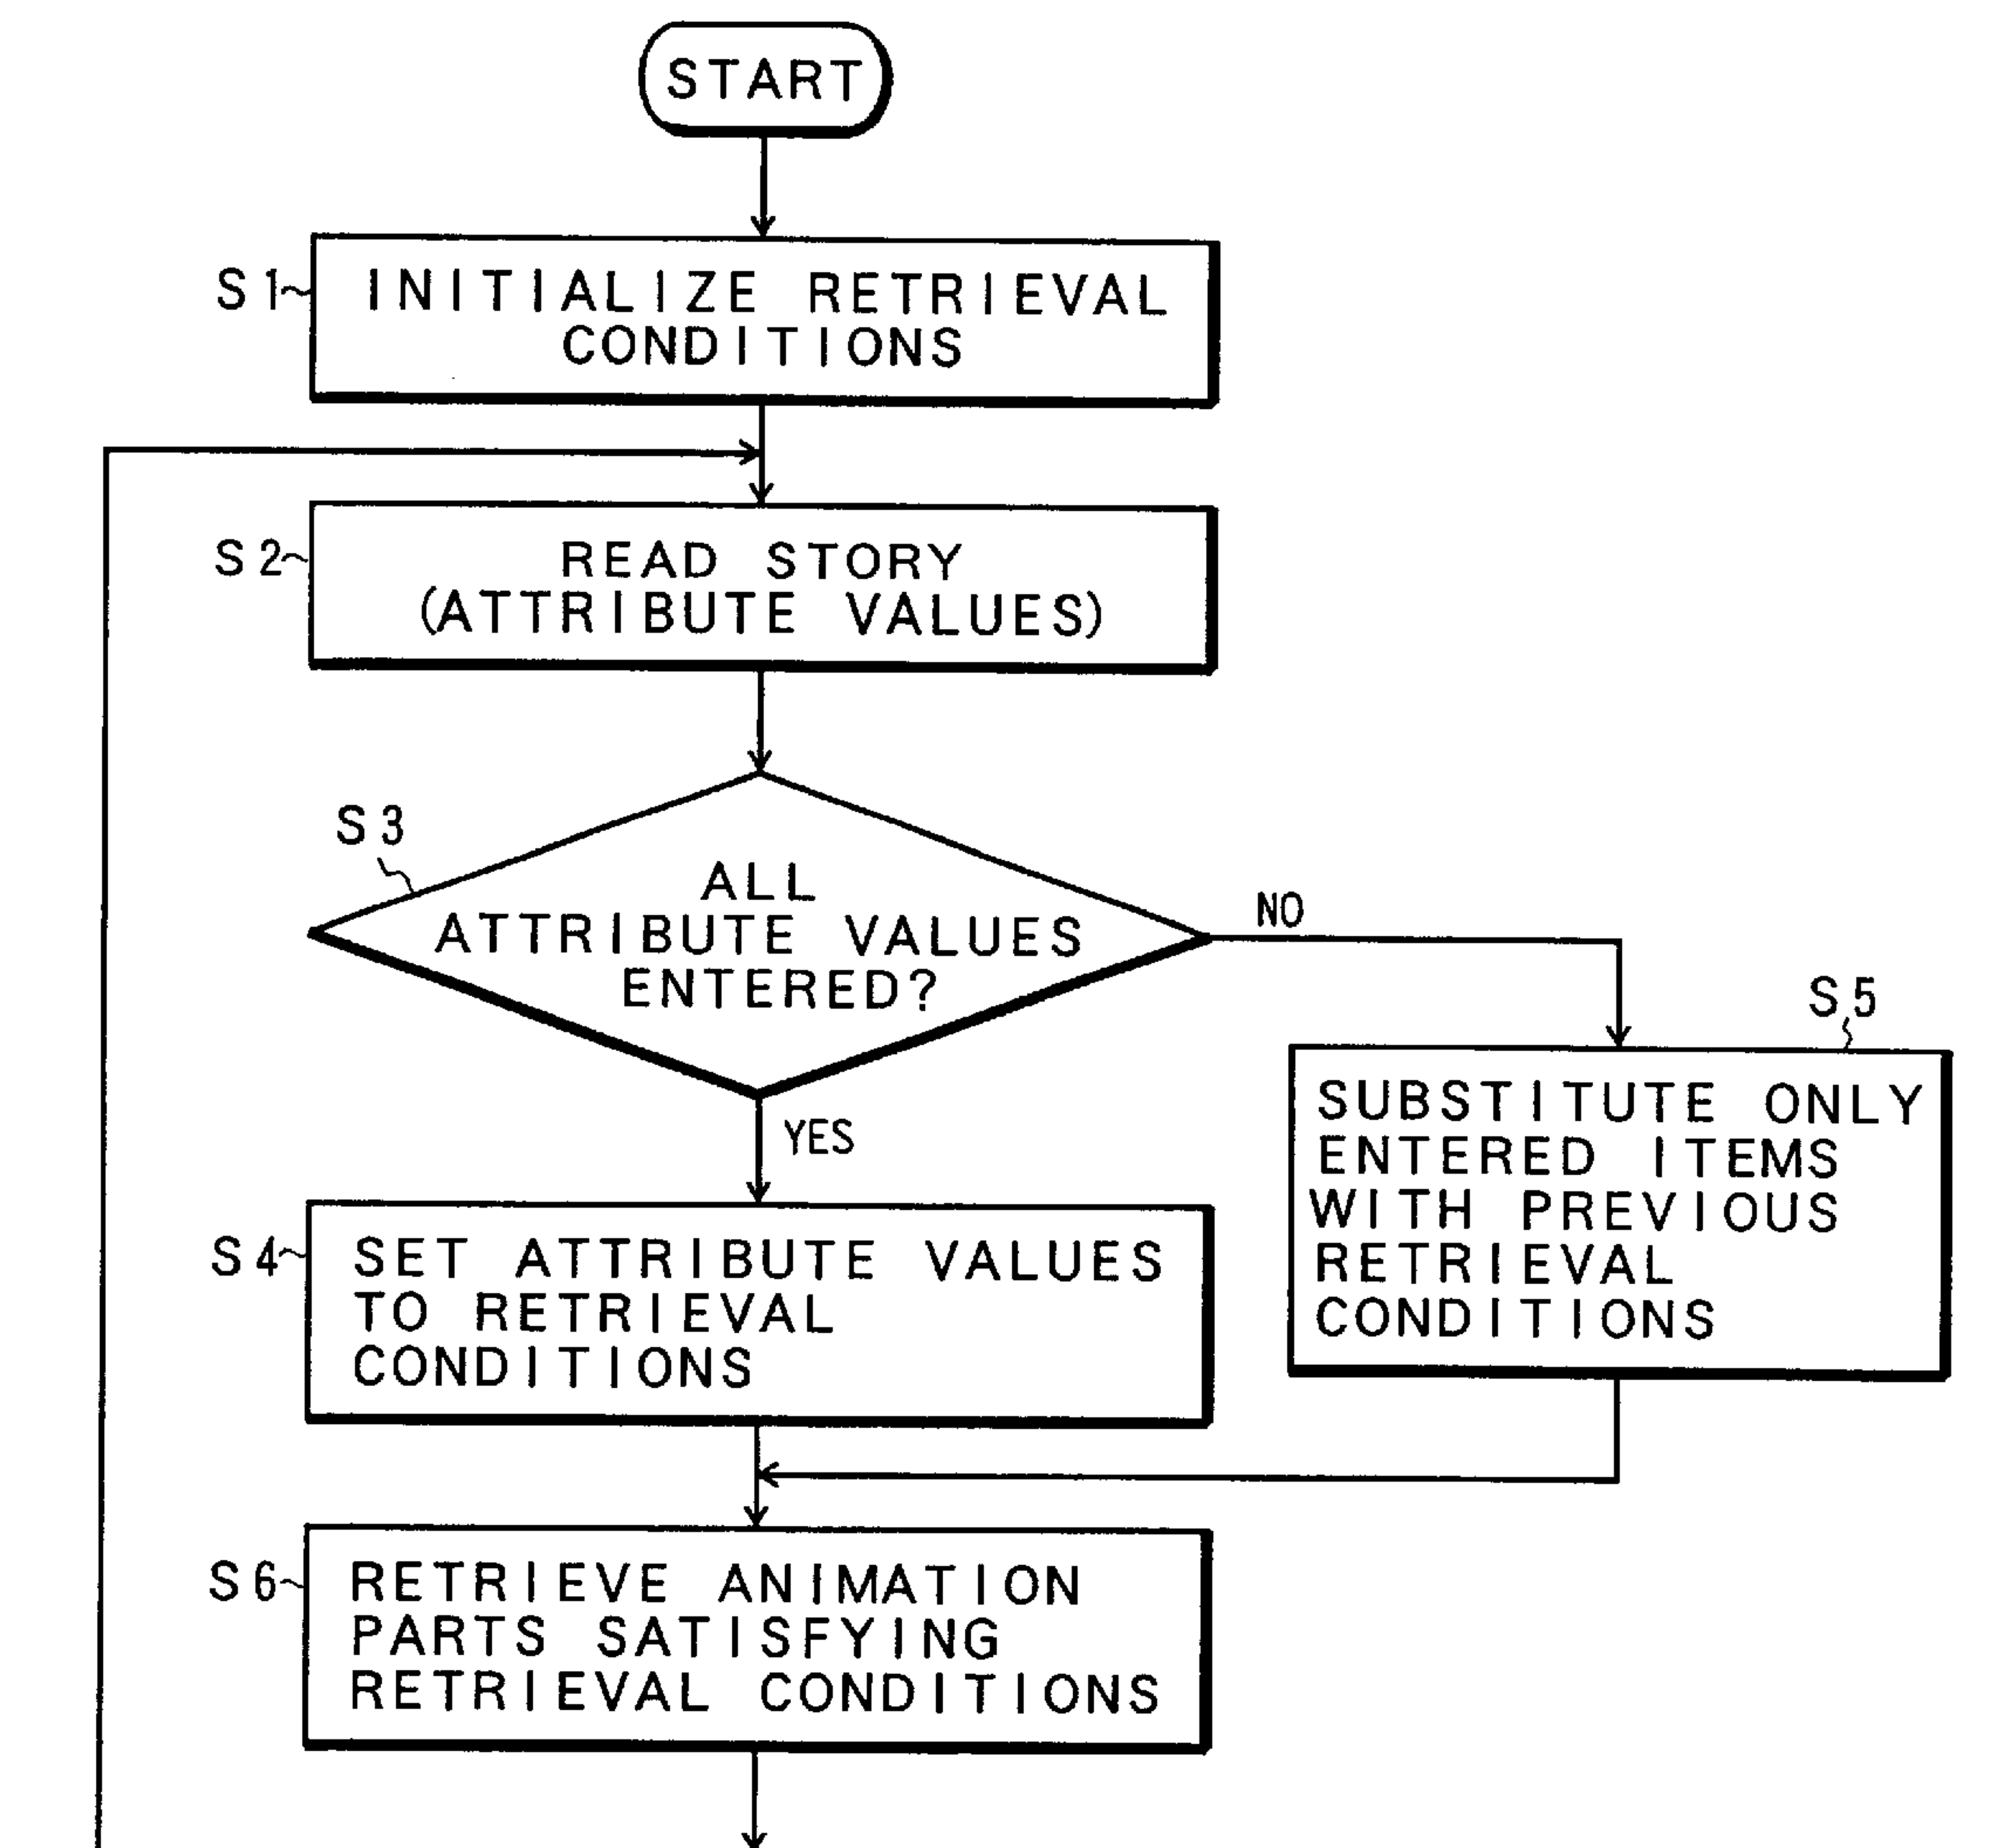 START
S1
INITIALIZE RETRIEVAL
CONDITIONS
S2
READ STORY
(ATTRIBUTE VALUES)
S3
ALL
ATTRIBUTE VALUES
ENTERED?
NO
YES
S5
SUBSTITUTE ONLY
ENTERED ITEMS
WITH PREVIOUS
RETRIEVAL
CONDITIONS
S4
SET ATTRIBUTE VALUES
TO RETRIEVAL
CONDITIONS
S6
RETRIEVE ANIMATION
PARTS SATISFYING
RETRIEVAL CONDITIONS